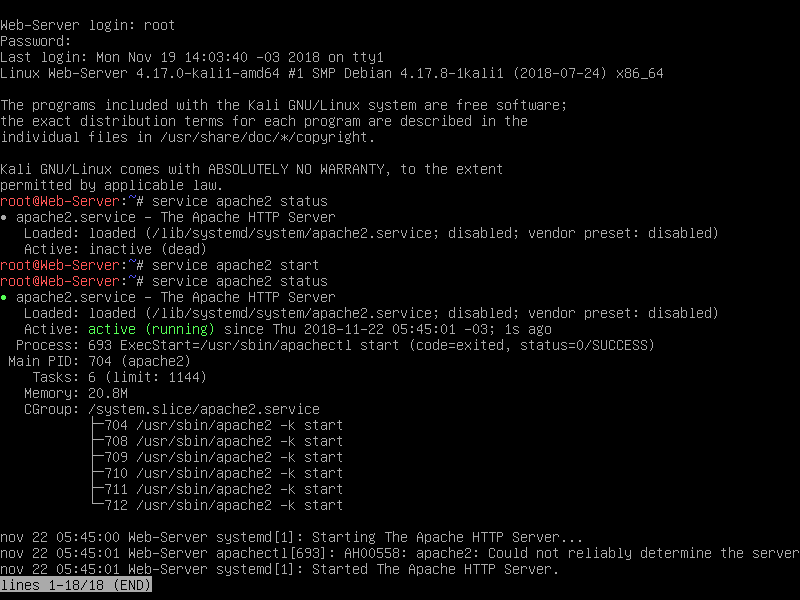 Web-Server login: root
Password:
Last login: Mon Nov 19 14:03:40 -03 2018 on tty1
Linux Web-Server 4.17.0-kali1-amd64 #1 SMP Debian 4.17.8-1kali1 (2018-07-24) x86_64
The programs included with the Kali GNU/Linux system are free software;
the exact distribution terms for each program are described in the
individual files in /usr/share/doc/*/copyright.
Kali GNU/Linux comes with ABSOLUTELY NO WARRANTY, to the extent
permitted by applicable law.
root@Web-Server:~# service apache2 status
● apache2.service - The Apache HTTP Server
   Loaded: loaded (/lib/systemd/system/apache2.service; disabled; vendor preset: disabled)
   Active: inactive (dead)
root@Web-Server:~# service apache2 start
root@Web-Server:~# service apache2 status
● apache2.service - The Apache HTTP Server
   Loaded: loaded (/lib/systemd/system/apache2.service; disabled; vendor preset: disabled)
   Active: active (running) since Thu 2018-11-22 05:45:01 -03; 1s ago
  Process: 693 ExecStart=/usr/sbin/apachectl start (code=exited, status=0/SUCCESS)
 Main PID: 704 (apache2)
    Tasks: 6 (limit: 1144)
   Memory: 20.8M
   CGroup: /system.slice/apache2.service
           ├─704 /usr/sbin/apache2 -k start
           ├─708 /usr/sbin/apache2 -k start
           ├─709 /usr/sbin/apache2 -k start
           ├─710 /usr/sbin/apache2 -k start
           ├─711 /usr/sbin/apache2 -k start
           └─712 /usr/sbin/apache2 -k start
nov 22 05:45:00 Web-Server systemd[1]: Starting The Apache HTTP Server...
nov 22 05:45:01 Web-Server apachectl[693]: AH00558: apache2: Could not reliably determine the server
nov 22 05:45:01 Web-Server systemd[1]: Started The Apache HTTP Server.
lines 1-18/18 (END)